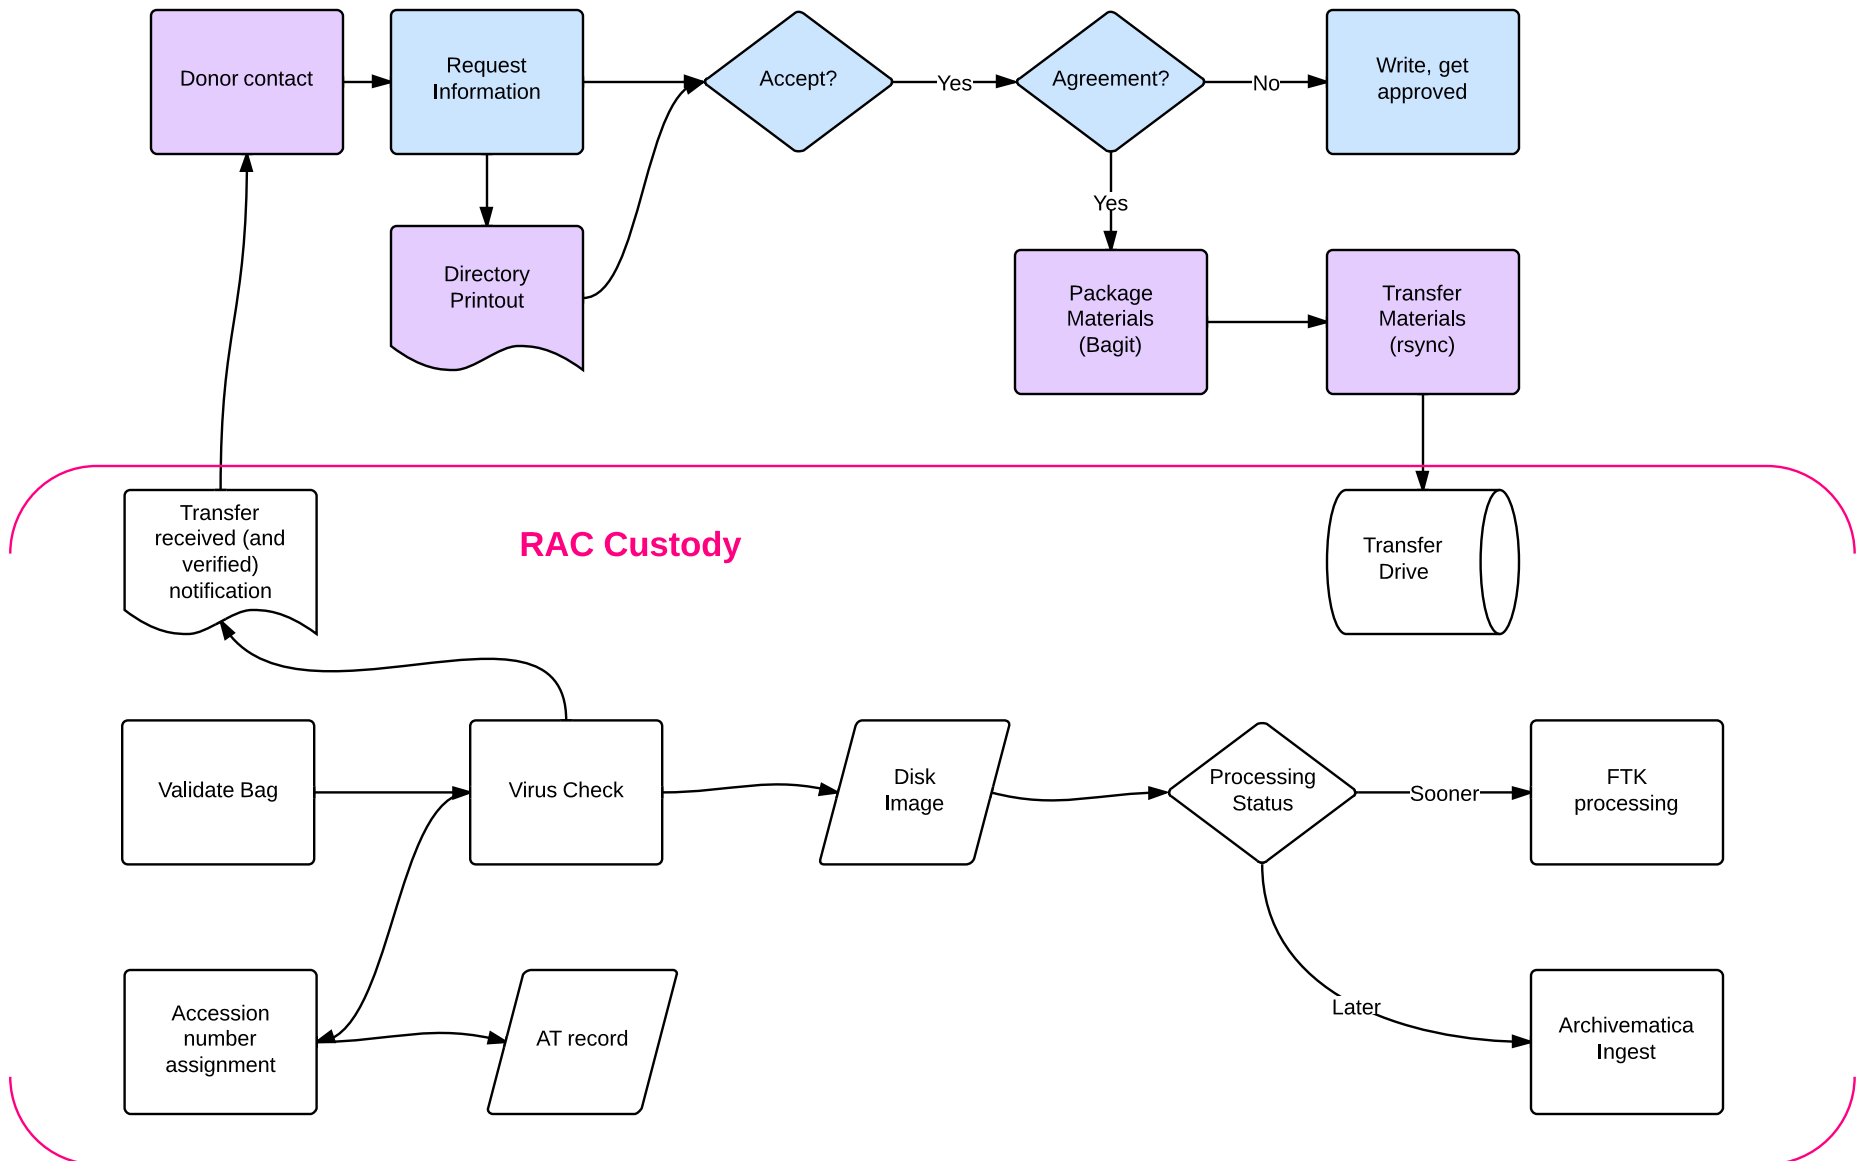 Donor contact
Request
Information
Accept?
Yes
Agreement?
No
Write, get
approved
Yes
Directory
Printout
Package
Materials
(Bagit)
Transfer
Materials
(rsync)
Transfer
received (and
verified)
notification
RAC Custody
Transfer
Drive
Validate Bag
Virus Check
Disk
Image
Processing
Status
Sooner
FTK
processing
Later
Accession
number
assignment
AT record
Archivematica
Ingest